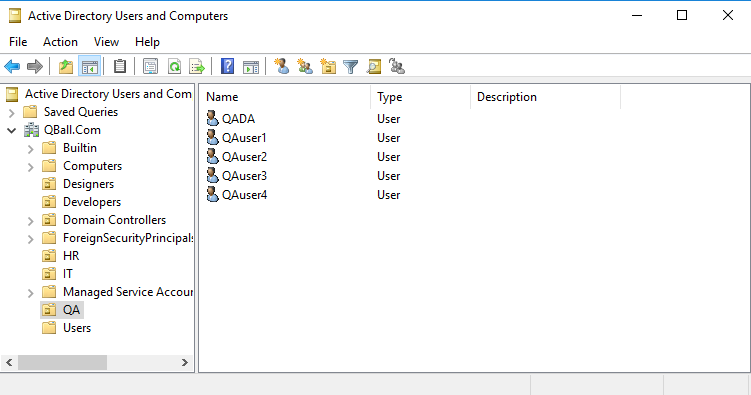 Active Directory Users and Computers
File Action View Help
Active Directory Users and Com
Saved Queries
QBall.Com
Builtin
Computers
Designers
Developers
Domain Controllers
ForeignSecurityPrincipals
HR
IT
Managed Service Accour
QA
Users
Name Type Description
QADA User
QAuser1 User
QAuser2 User
QAuser3 User
QAuser4 User